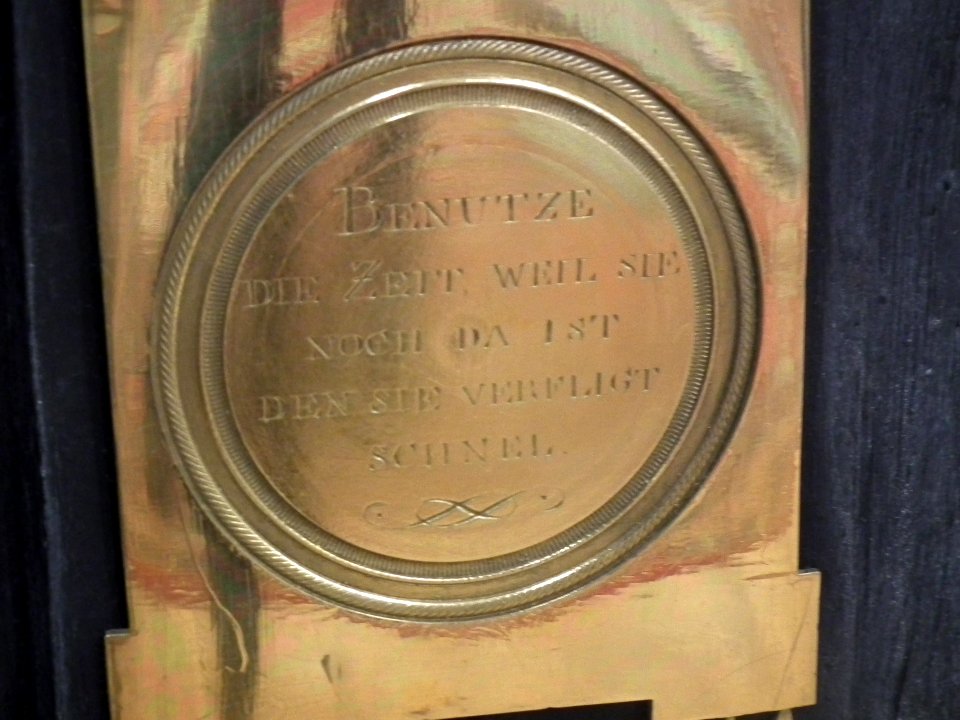 BENUTZE
DIE ZEIT, WEIL SIE
NOCH DA IST
DEN SIE VERFLIGT
SCHNEL.